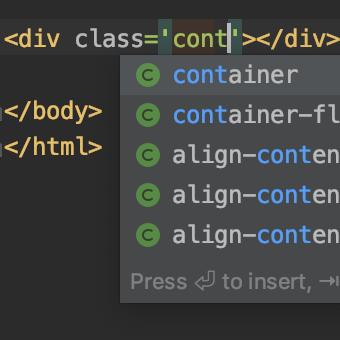 <div class='cont'></div>
container
container-fl
align-conten
align-conten
align-conten
</body>
</html>
Press ⏎ to insert, ⇥